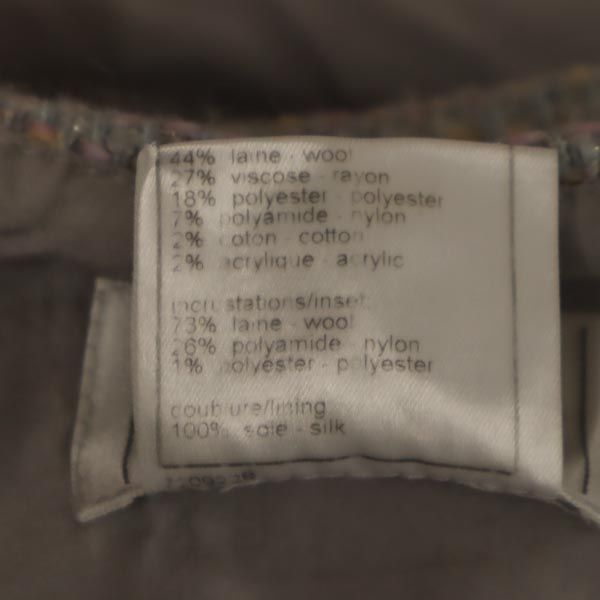 44% laine - wool
27% viscose - rayon
18% polyester - polyester
7% polyamide - nylon
2% coton - cotton
2% acrylique - acrylic
incrustations/inset:
73% laine - wool
26% polyamide - nylon
1% polyester - polyester
doublure/lining
100% soie - silk